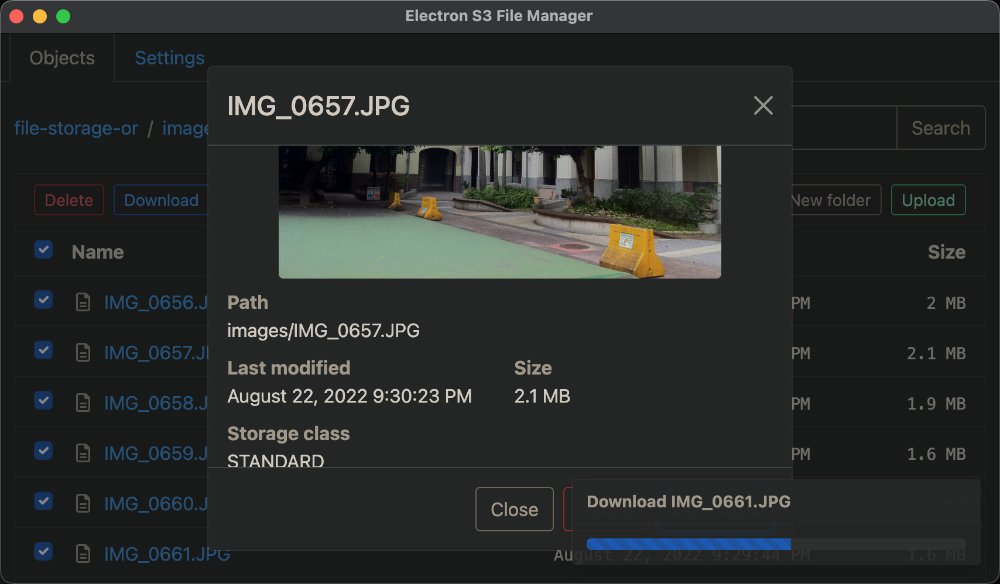 Electron S3 File Manager
Objects Settings
file-storage-or / image
Search
Delete Download New folder Upload
Name Size
IMG_0656.J PM 2 MB
IMG_0657.J PM 2.1 MB
IMG_0658.J PM 1.9 MB
IMG_0659.J PM 1.6 MB
IMG_0660.J
IMG_0661.JPG August 22, 2022 9:29:44 PM 1.6 MB
IMG_0657.JPG
Path
images/IMG_0657.JPG
Last modified Size
August 22, 2022 9:30:23 PM 2.1 MB
Storage class
STANDARD
Close
Download IMG_0661.JPG